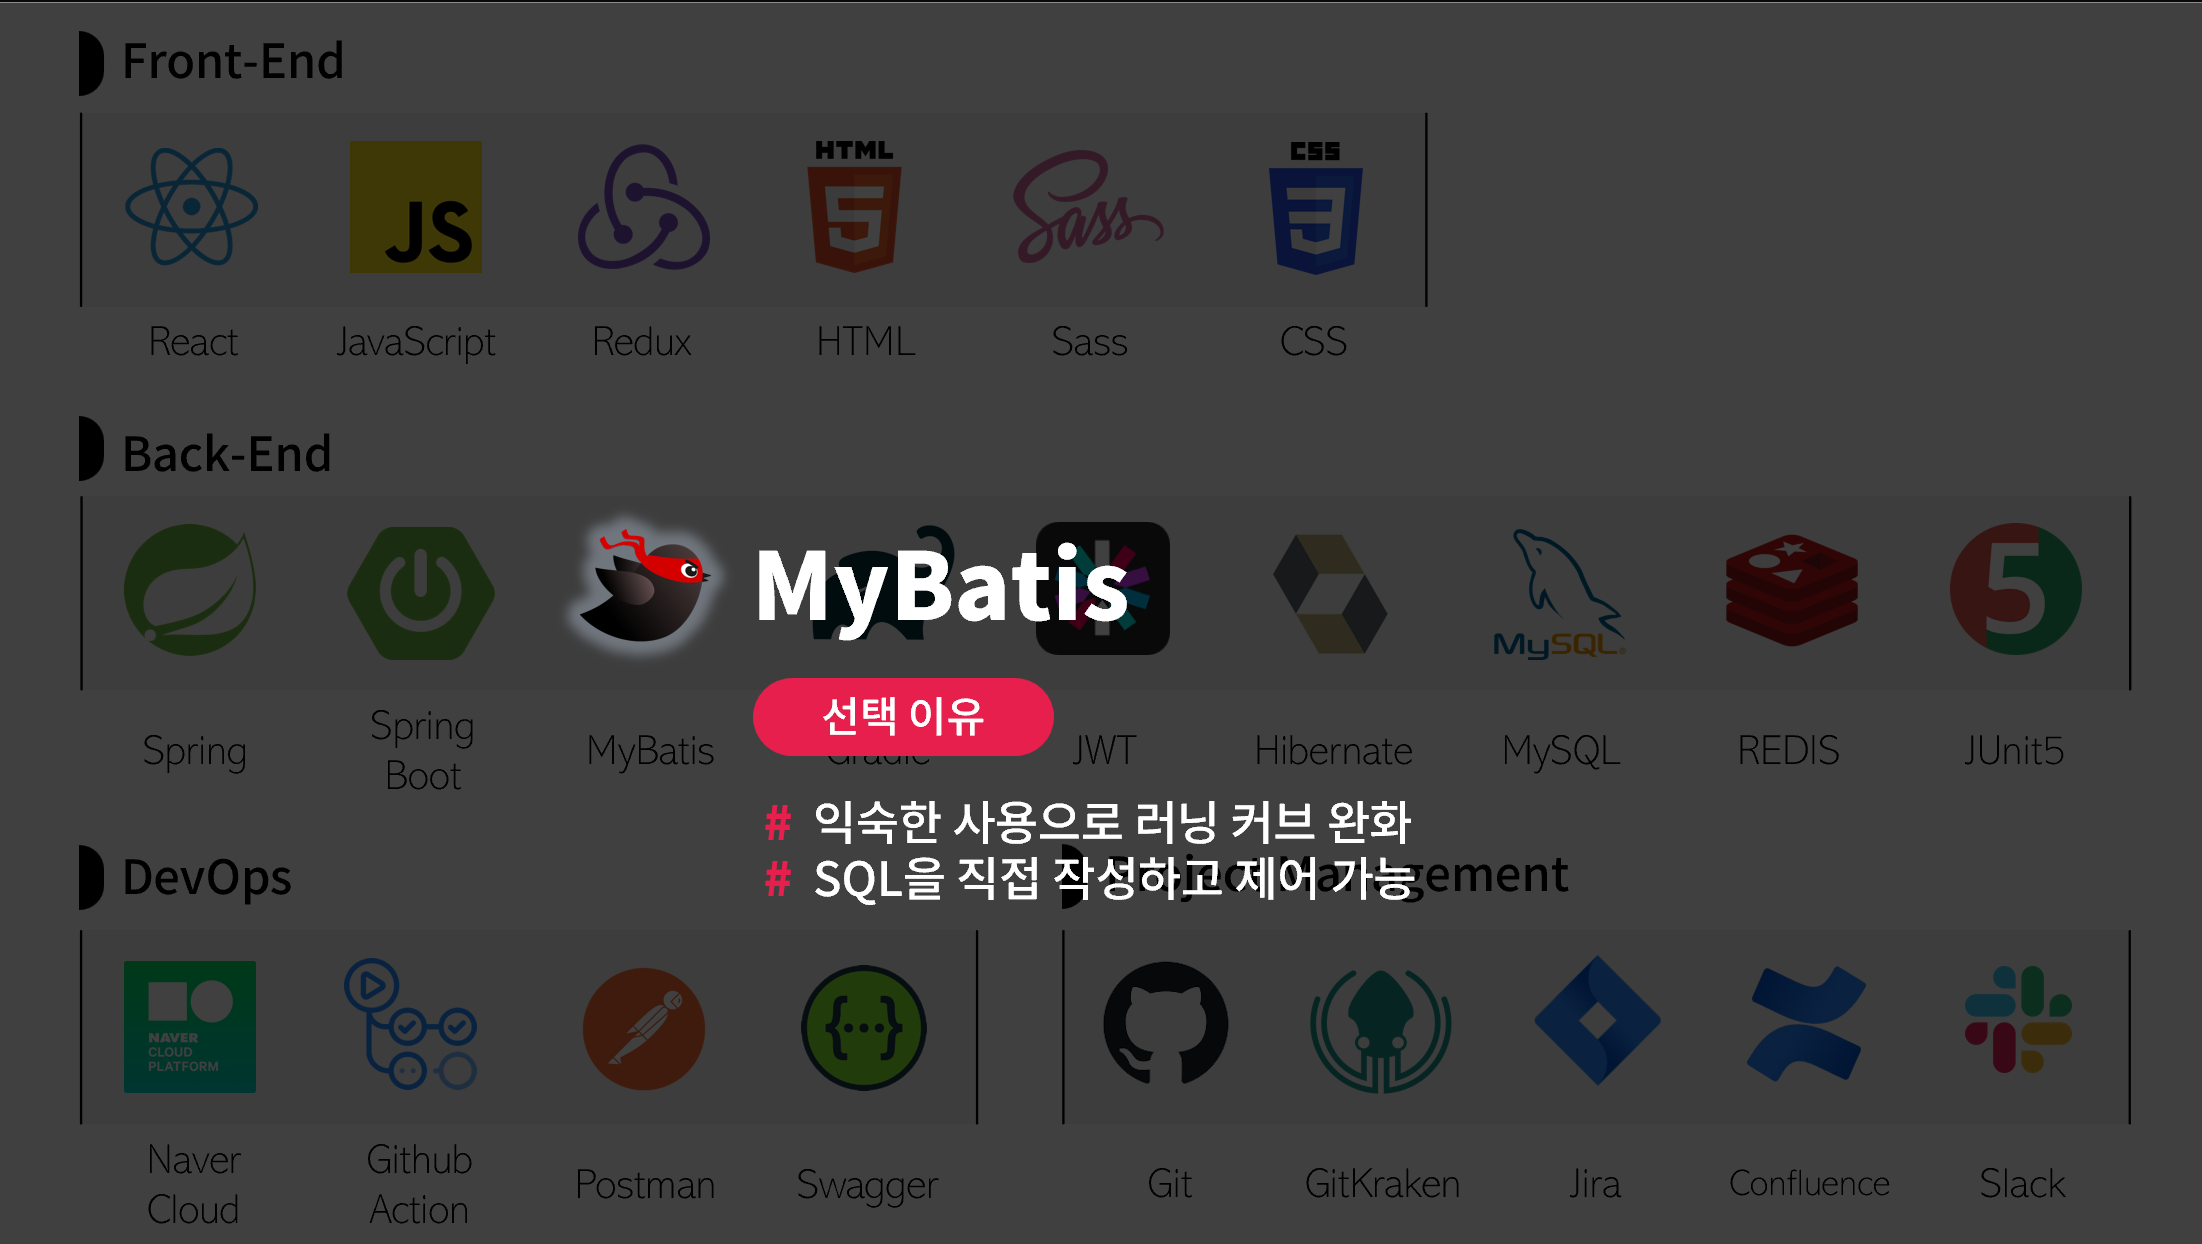 Front-End
HTML
CSS
JS
React
JavaScript
Redux
HTML
Sass
CSS
Back-End
MyBatis
MySQL
5
선택 이유
Spring
Spring
Boot
MyBatis
Gradle
JWT
Hibernate
MySQL
REDIS
JUnit5
# 익숙한 사용으로 러닝 커브 완화
# SQL을 직접 작성하고 제어 가능
DevOps
Project Management
NAVER
CLOUD
PLATFORM
Naver
Cloud
Github
Action
Postman
Swagger
Git
GitKraken
Jira
Confluence
Slack